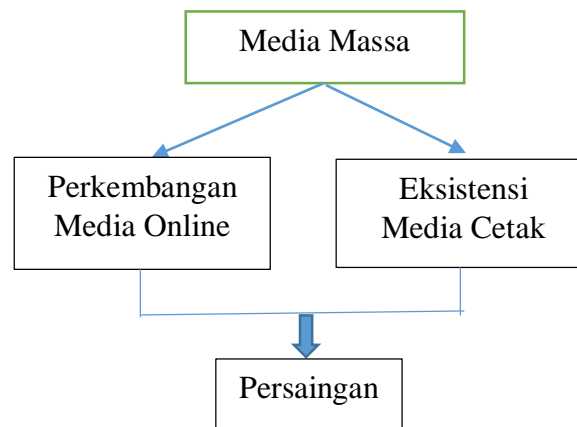 Media Massa
Perkembangan
Media Online
Eksistensi
Media Cetak
Persaingan